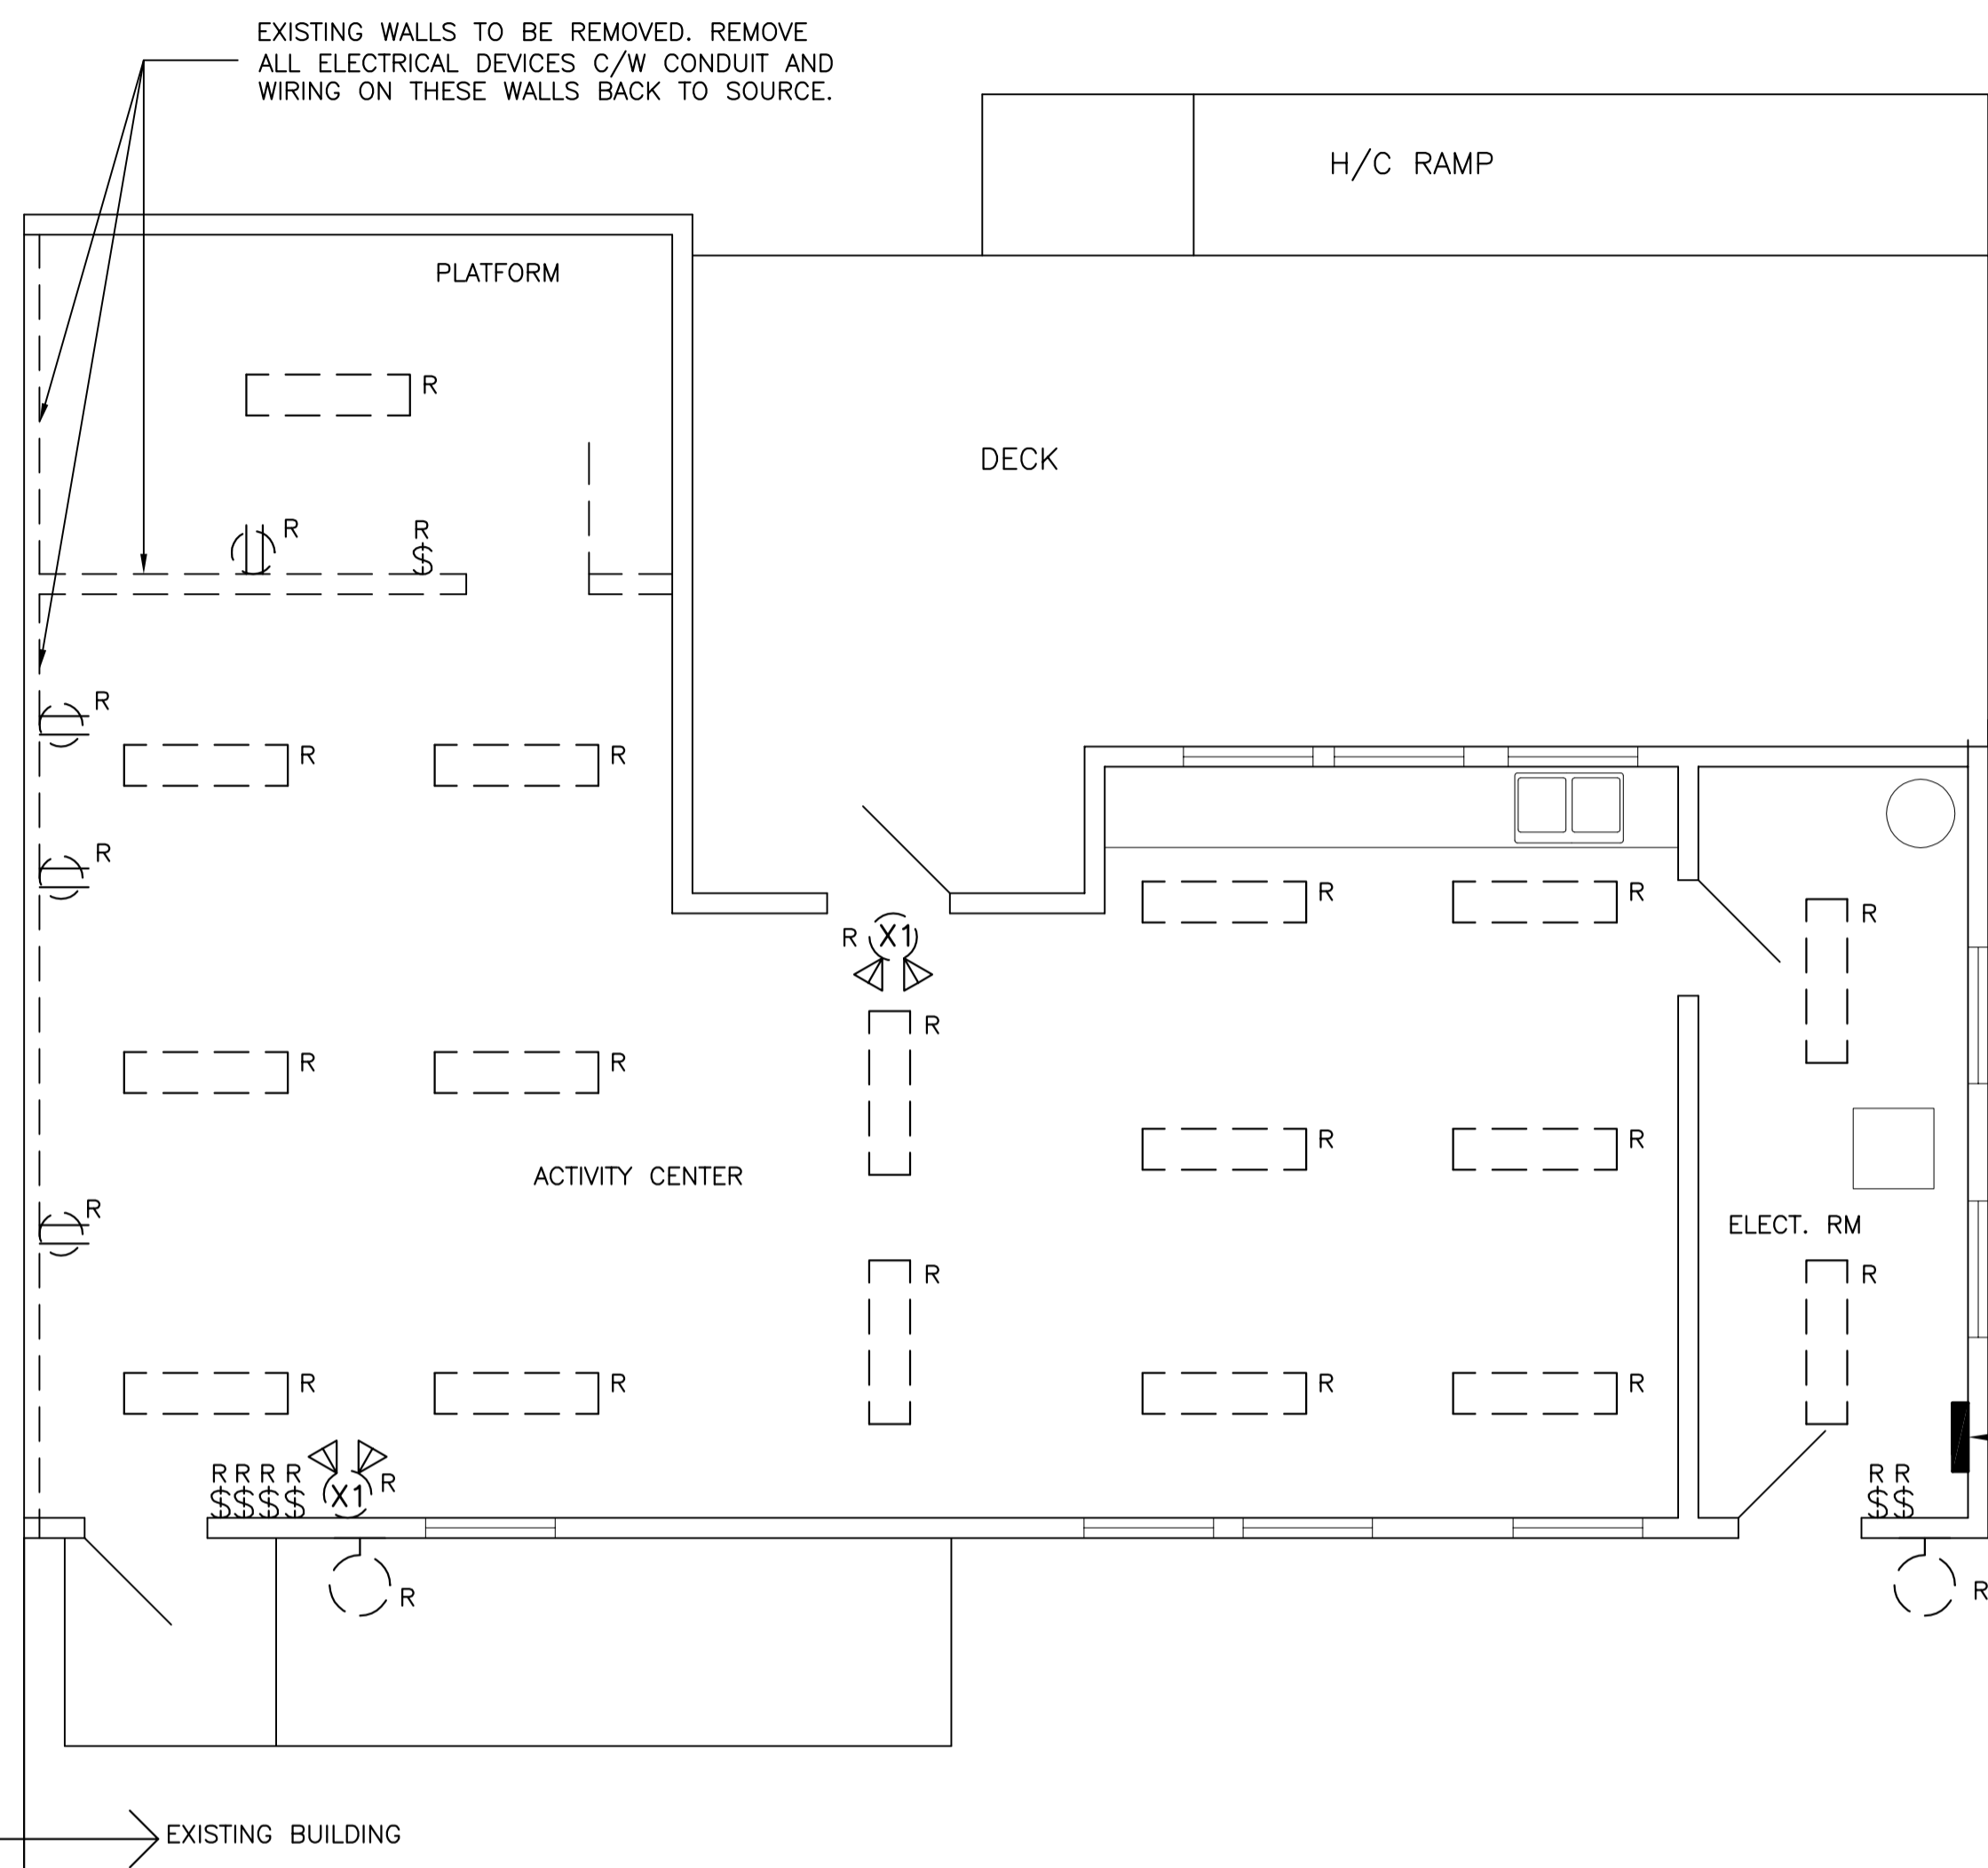 EXISTING WALLS TO BE REMOVED. REMOVE
ALL ELECTRICAL DEVICES C/W CONDUIT AND
WIRING ON THESE WALLS BACK TO SOURCE.
H/C RAMP
PLATFORM
R
DECK
R
R
$
R
R
R
R
R
R
R
R
R X1
R
R
R
R
R
ACTIVITY CENTER
R
ELECT. RM
R
R
R
R
R
R
R R R R
$ $ $ $
X1 R
R R
$ $
R
R
EXISTING BUILDING